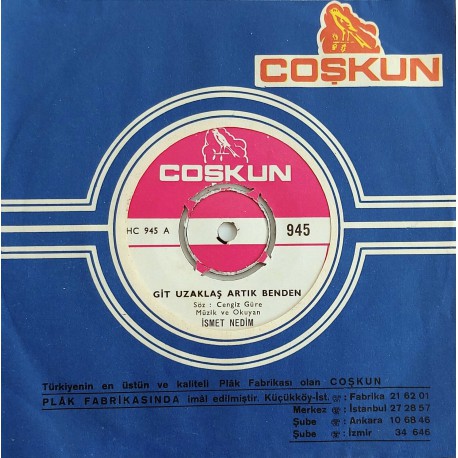 COŞKUN
COŞKUN
HC 945 A
945
GİT UZAKLAŞ ARTIK BENDEN
Söz : Cengiz Güre
Müzik ve Okuyan
İSMET NEDİM
Türkiyenin en üstün ve kaliteli Plâk Fabrikası olan COŞKUN
PLÂK FABRİKASINDA imâl edilmiştir. Küçükköy-İst. ☏: Fabrika 21 62 01
Merkez ☏: İstanbul 27 28 57
Şube ☏: Ankara 10 68 46
Şube ☏: İzmir 34 646